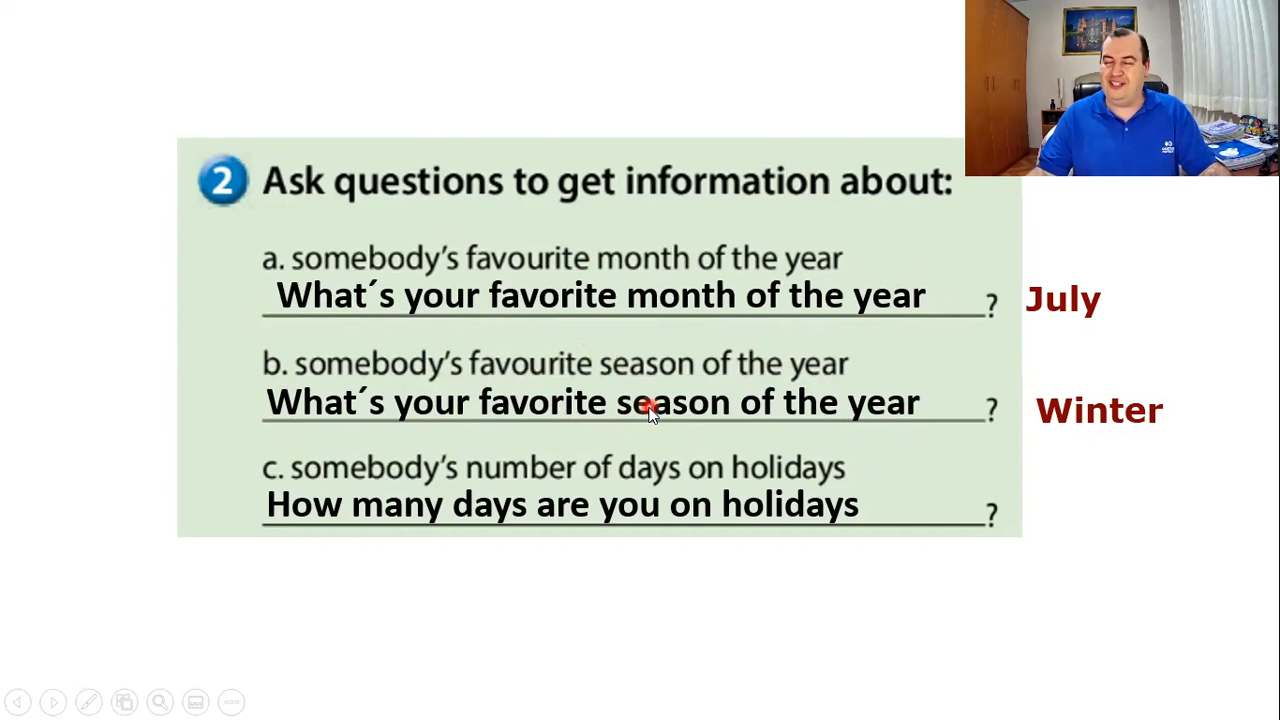 2 Ask questions to get information about:
a. somebody's favourite month of the year
What´s your favorite month of the year ? July
b. somebody's favourite season of the year
What´s your favorite season of the year ? Winter
c. somebody's number of days on holidays
How many days are you on holidays ?